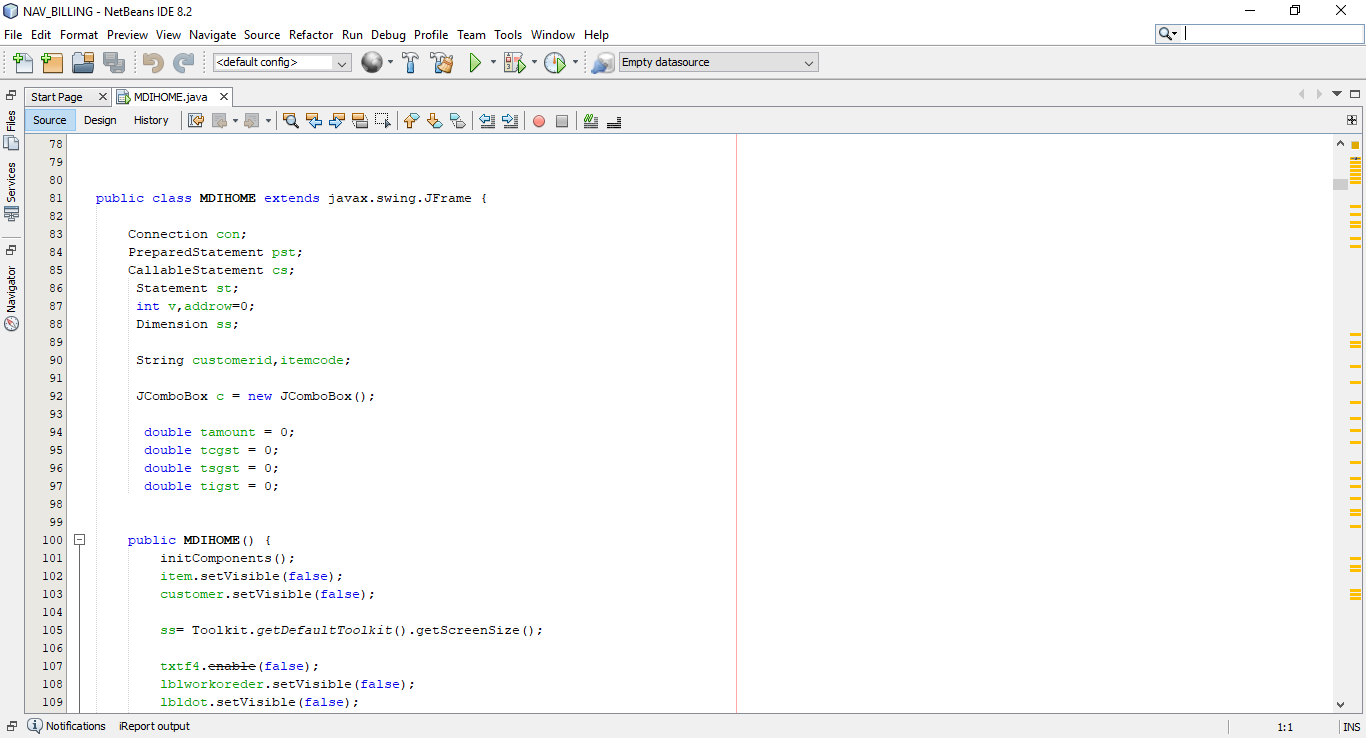 NAV_BILLING - NetBeans IDE 8.2
File Edit Format Preview View Navigate Source Refactor Run Debug Profile Team Tools Window Help
<default config>
Empty datasource
Start Page
MDIHOME.java
Source Design History
Files
Services
Navigator
78
79
80
81 public class MDIHOME extends javax.swing.JFrame {
82
83 Connection con;
84 PreparedStatement pst;
85 CallableStatement cs;
86 Statement st;
87 int v,addrow=0;
88 Dimension ss;
89
90 String customerid,itemcode;
91
92 JComboBox c = new JComboBox();
93
94 double tamount = 0;
95 double tcgst = 0;
96 double tsgst = 0;
97 double tigst = 0;
98
99
100 public MDIHOME() {
101 initComponents();
102 item.setVisible(false);
103 customer.setVisible(false);
104
105 ss= Toolkit.getDefaultToolkit().getScreenSize();
106
107 txtf4.enable(false);
108 lblworkoreder.setVisible(false);
109 lbldot.setVisible(false);
Notifications iReport output
1:1 INS